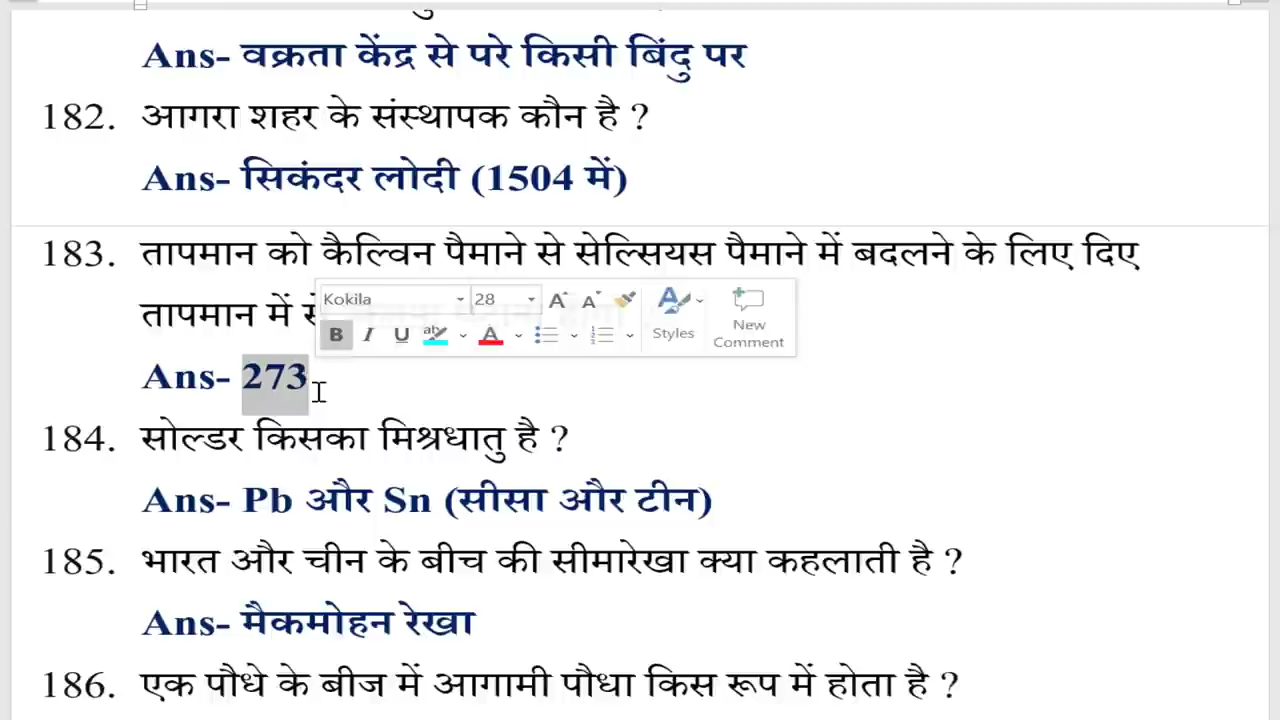 Ans- वक्रता केंद्र से परे किसी बिंदु पर
182. आगरा शहर के संस्थापक कौन है ?
Ans- सिकंदर लोदी (1504 में)
183. तापमान को कैल्विन पैमाने से सेल्सियस पैमाने में बदलने के लिए दिए
तापमान में
Kokila 28 A A A
Styles
New
Comment
B I U aby A
Ans- 273
184. सोल्डर किसका मिश्रधातु है ?
Ans- Pb और Sn (सीसा और टीन)
185. भारत और चीन के बीच की सीमारेखा क्या कहलाती है ?
Ans- मैकमोहन रेखा
186. एक पौधे के बीज में आगामी पौधा किस रूप में होता है ?